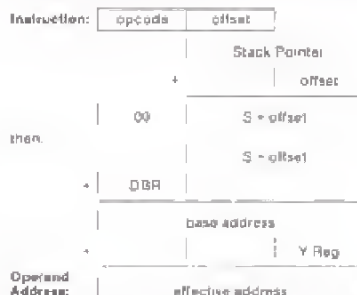 Instruction: opcode offset
Stack Pointer
+ offset
00 S + offset
then:
S + offset
+ DBR
base address
+ Y Reg
Operand
Address: effective address